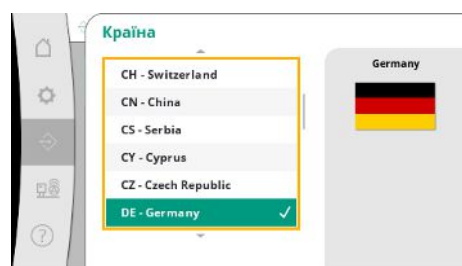 Країна
CH - Switzerland
CN - China
CS - Serbia
CY - Cyprus
CZ - Czech Republic
DE - Germany
Germany
?